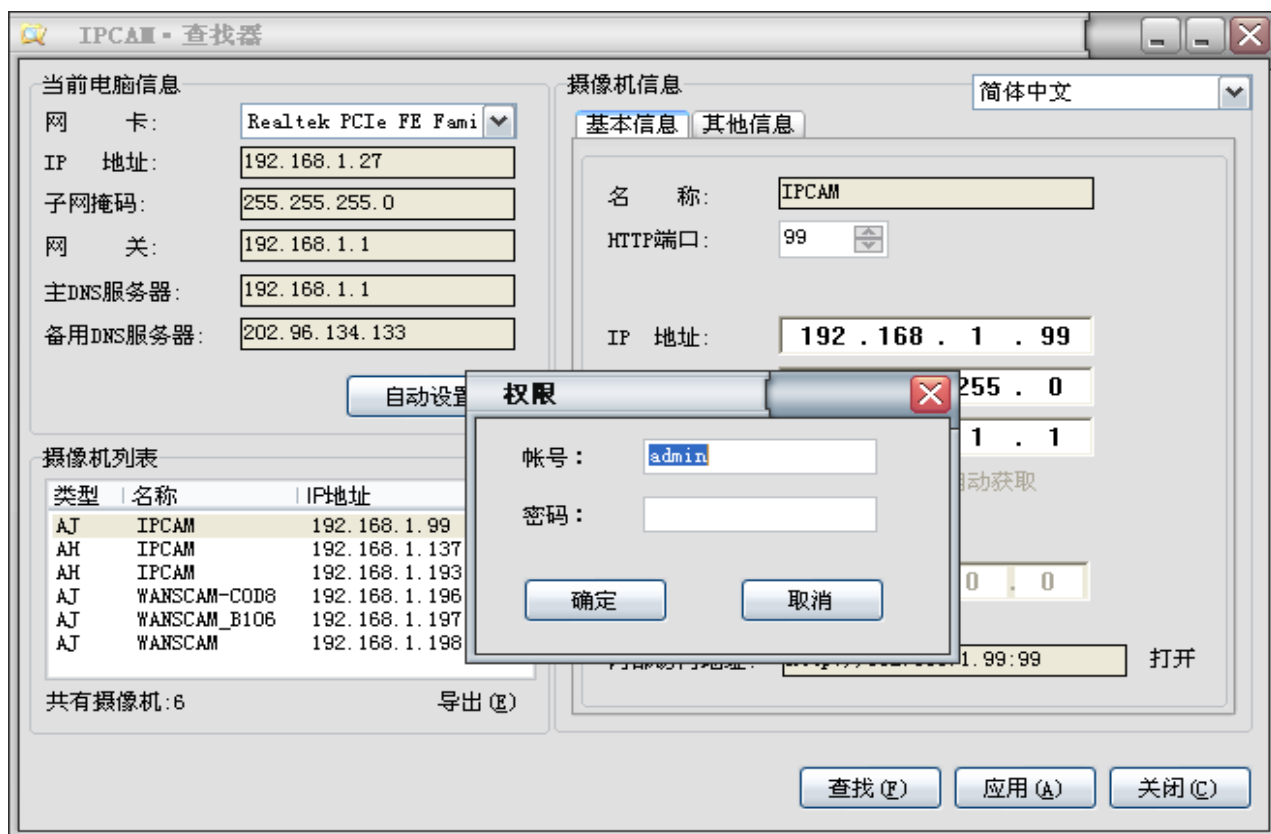 IPCAM - 查找器
当前电脑信息
网 卡: Realtek PCIe FE Fami
IP 地址: 192.168.1.27
子网掩码: 255.255.255.0
网 关: 192.168.1.1
主DNS服务器: 192.168.1.1
备用DNS服务器: 202.96.134.133
自动设置
摄像机列表
类型 名称 IP地址
AJ IPCAM 192.168.1.99
AH IPCAM 192.168.1.137
AH IPCAM 192.168.1.193
AJ WANSCAM-COD8 192.168.1.196
AJ WANSCAM_B106 192.168.1.197
AJ WANSCAM 192.168.1.198
共有摄像机:6 导出(E)
摄像机信息
简体中文
基本信息 其他信息
名 称: IPCAM
HTTP端口: 99
IP 地址: 192 . 168 . 1 . 99
255 . 0
1 . 1
动获取
0 . 0
1.99:99 打开
权限
帐号： admin
密码：
确定 取消
查找(F) 应用(A) 关闭(C)